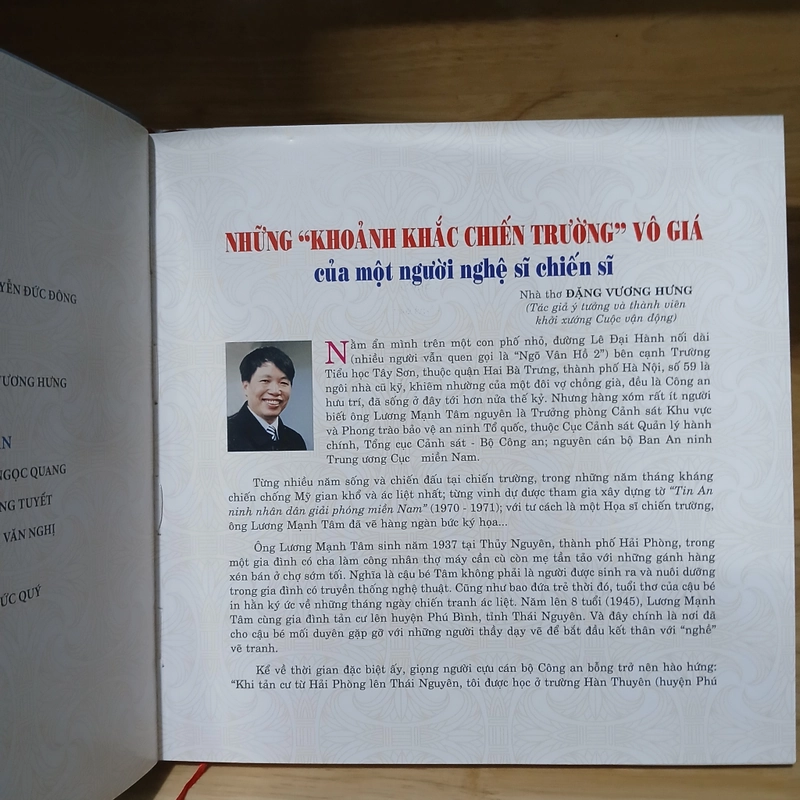 YỄN ĐỨC ĐÔNG
ƯƠNG HƯNG
ẢN
NGỌC QUANG
NG TUYẾT
VĂN NGHỊ
ỨC QUÝ
NHỮNG “KHOẢNH KHẮC CHIẾN TRƯỜNG” VÔ GIÁ
của một người nghệ sĩ chiến sĩ
Nhà thơ ĐẶNG VƯƠNG HƯNG
(Tác giả ý tưởng và thành viên
khởi xướng Cuộc vận động)
Nằm ẩn mình trên một con phố nhỏ, đường Lê Đại Hành nối dài
(nhiều người vẫn quen gọi là “Ngõ Vân Hồ 2”) bên cạnh Trường
Tiểu học Tây Sơn, thuộc quận Hai Bà Trưng, thành phố Hà Nội, số 59 là
ngôi nhà cũ kỹ, khiêm nhường của một đôi vợ chồng già, đều là Công an
hưu trí, đã sống ở đây tới hơn nửa thế kỷ. Nhưng hàng xóm rất ít người
biết ông Lương Mạnh Tâm nguyên là Trưởng phòng Cảnh sát Khu vực
và Phong trào bảo vệ an ninh Tổ quốc, thuộc Cục Cảnh sát Quản lý hành
chính, Tổng cục Cảnh sát - Bộ Công an; nguyên cán bộ Ban An ninh
Trung ương Cục miền Nam.
Từng nhiều năm sống và chiến đấu tại chiến trường, trong những năm tháng kháng
chiến chống Mỹ gian khổ và ác liệt nhất; từng vinh dự được tham gia xây dựng tờ “Tin An
ninh nhân dân giải phóng miền Nam” (1970 - 1971); với tư cách là một Họa sĩ chiến trường,
ông Lương Mạnh Tâm đã vẽ hàng ngàn bức ký họa...
Ông Lương Mạnh Tâm sinh năm 1937 tại Thủy Nguyên, thành phố Hải Phòng, trong
một gia đình có cha làm công nhân thợ máy cần cù còn mẹ tần tảo với những gánh hàng
xén bán ở chợ sớm tối. Nghĩa là cậu bé Tâm không phải là người được sinh ra và nuôi dưỡng
trong gia đình có truyền thống nghệ thuật. Cũng như bao đứa trẻ thời đó, tuổi thơ của cậu bé
in hằn ký ức về những tháng ngày chiến tranh ác liệt. Năm lên 8 tuổi (1945), Lương Mạnh
Tâm cùng gia đình tản cư lên huyện Phú Bình, tỉnh Thái Nguyên. Và đây chính là nơi đã
cho cậu bé mối duyên gặp gỡ với những người thầy dạy vẽ để bắt đầu kết thân với “nghề”
vẽ tranh.
Kể về thời gian đặc biệt ấy, giọng người cựu cán bộ Công an bỗng trở nên hào hứng:
“Khi tản cư từ Hải Phòng lên Thái Nguyên, tôi được học ở trường Hàn Thuyên (huyện Phú